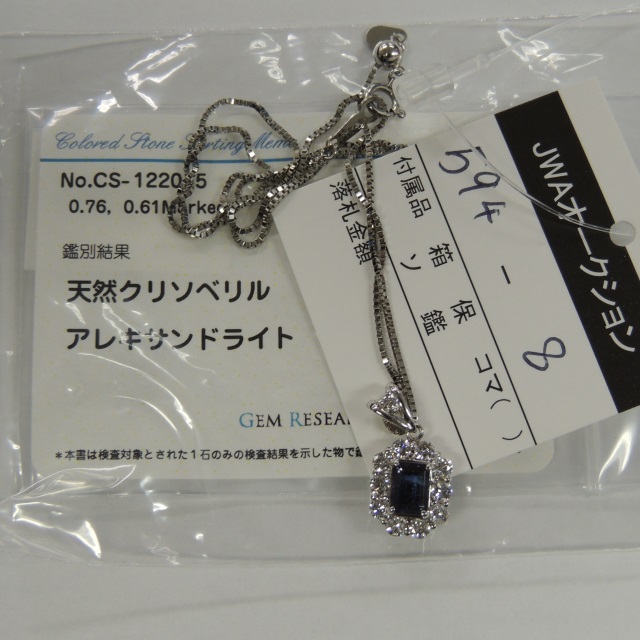 Colored Stone Sorting Memo
No.CS-1220 5
0.76, 0.61Marke
鑑別結果
天然クリソベリル
アレキサンドライト
GEM RESEA
*本書は検査対象とされた1石のみの検査結果を示した物で
JWAオークション
594 - 8
付属品 箱 保 コマ( )
ソ 鑑
落札金額